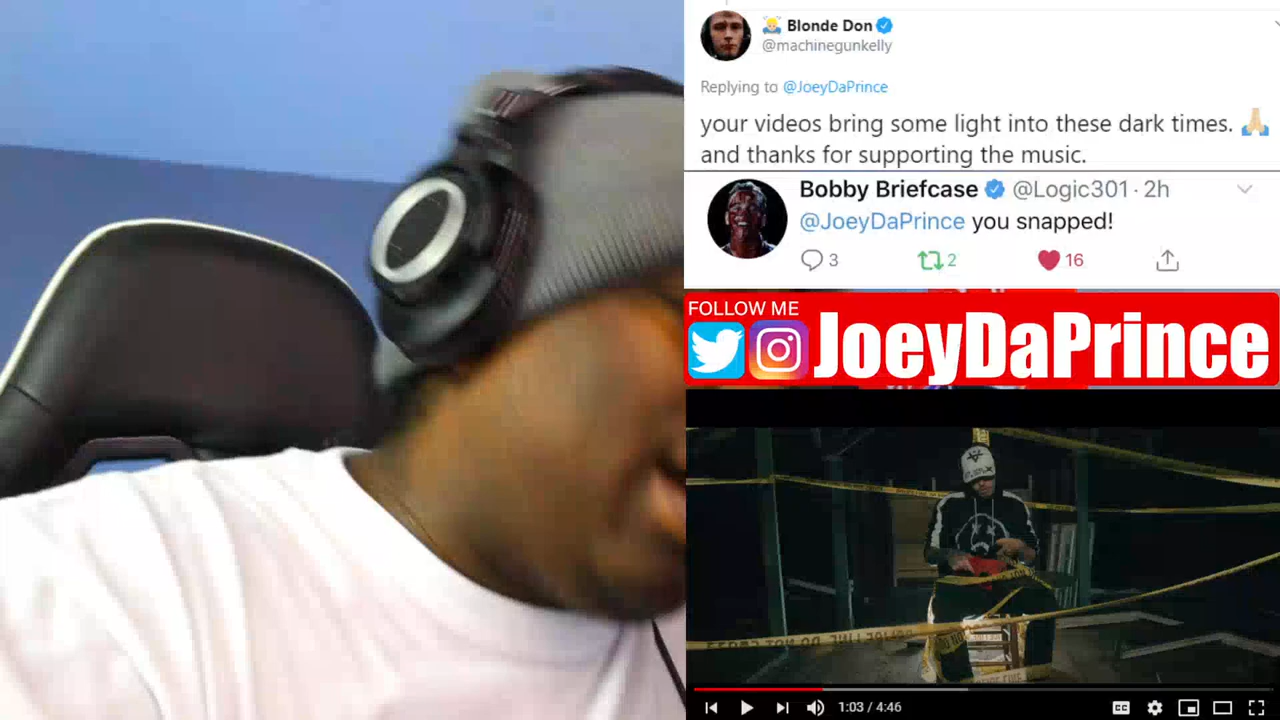 Blonde Don
@machinegunkelly
Replying to @JoeyDaPrince
your videos bring some light into these dark times. 🙏🏼
and thanks for supporting the music.
Bobby Briefcase @Logic301 · 2h
@JoeyDaPrince you snapped!
3 2 16
FOLLOW ME
JoeyDaPrince
1:03 / 4:46
CC